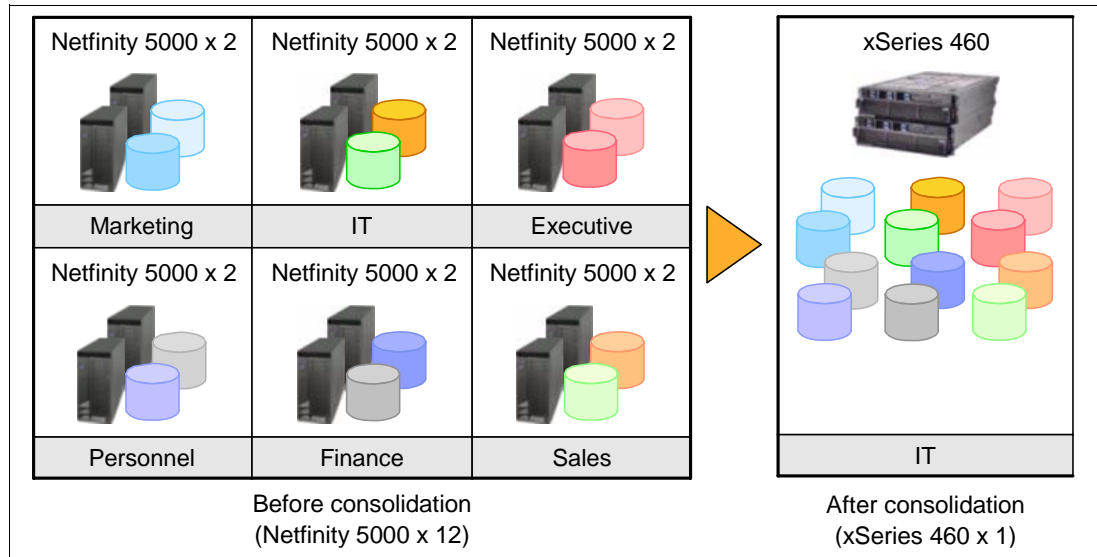 Netfinity 5000 x 2
Netfinity 5000 x 2
Netfinity 5000 x 2
xSeries 460
Marketing
IT
Executive
Netfinity 5000 x 2
Netfinity 5000 x 2
Netfinity 5000 x 2
Personnel
Finance
Sales
IT
Before consolidation
(Netfinity 5000 x 12)
After consolidation
(xSeries 460 x 1)